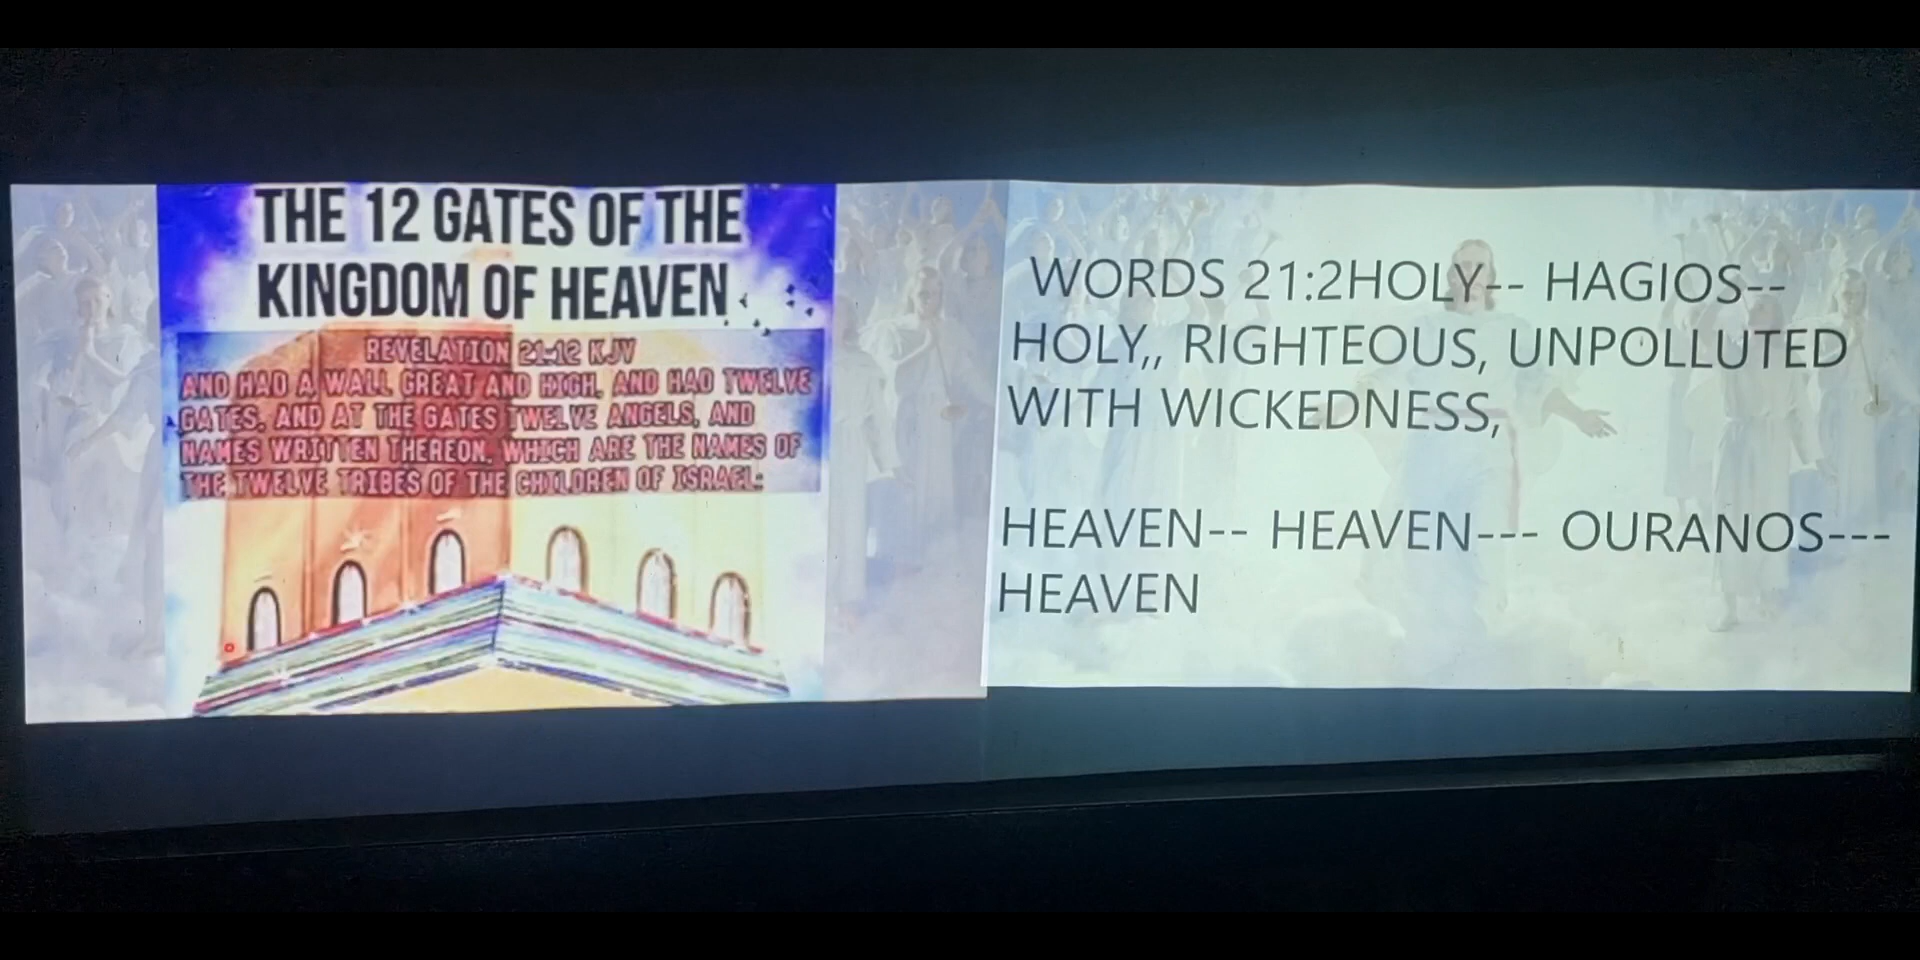 THE 12 GATES OF THE
KINGDOM OF HEAVEN
REVELATION 21:12 KJV
AND HAD A WALL GREAT AND HIGH, AND HAD TWELVE
GATES, AND AT THE GATES TWELVE ANGELS, AND
NAMES WRITTEN THEREON, WHICH ARE THE NAMES OF
THE TWELVE TRIBES OF THE CHILDREN OF ISRAEL:
WORDS 21:2HOLY-- HAGIOS--
HOLY,, RIGHTEOUS, UNPOLLUTED
WITH WICKEDNESS,
HEAVEN-- HEAVEN--- OURANOS---
HEAVEN